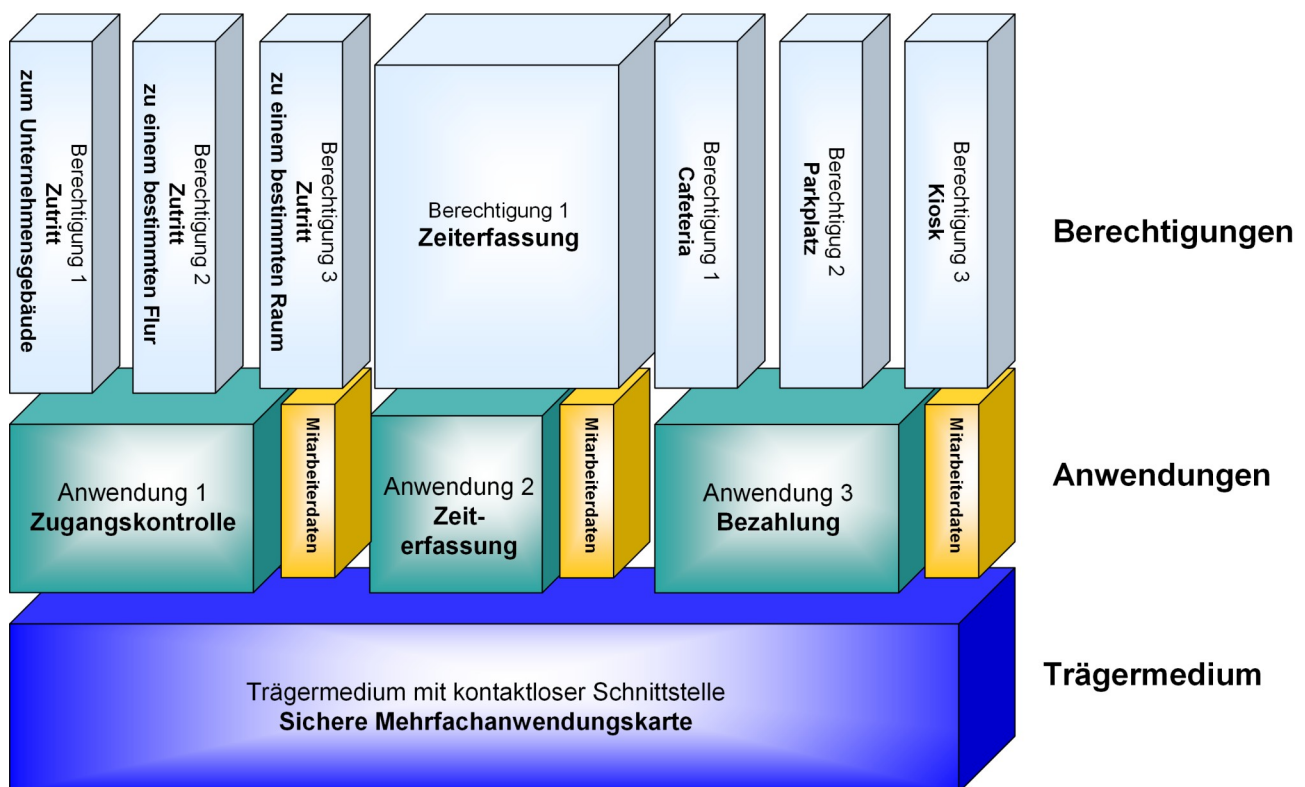 Berechtigung 1
Zutritt
zum Unternehmensgebäude
Berechtigung 2
Zutritt
zu einem bestimmten Flur
Berechtigung 3
Zutritt
zu einem bestimmten Raum
Berechtigung 1
Zeiterfassung
Berechtigung 1
Cafeteria
Berechtigug 2
Parkplatz
Berechtigung 3
Kiosk
Berechtigungen
Anwendung 1
Zugangskontrolle
Mitarbeiterdaten
Anwendung 2
Zeit-
erfassung
Mitarbeiterdaten
Anwendung 3
Bezahlung
Mitarbeiterdaten
Anwendungen
Trägermedium mit kontaktloser Schnittstelle
Sichere Mehrfachanwendungskarte
Trägermedium